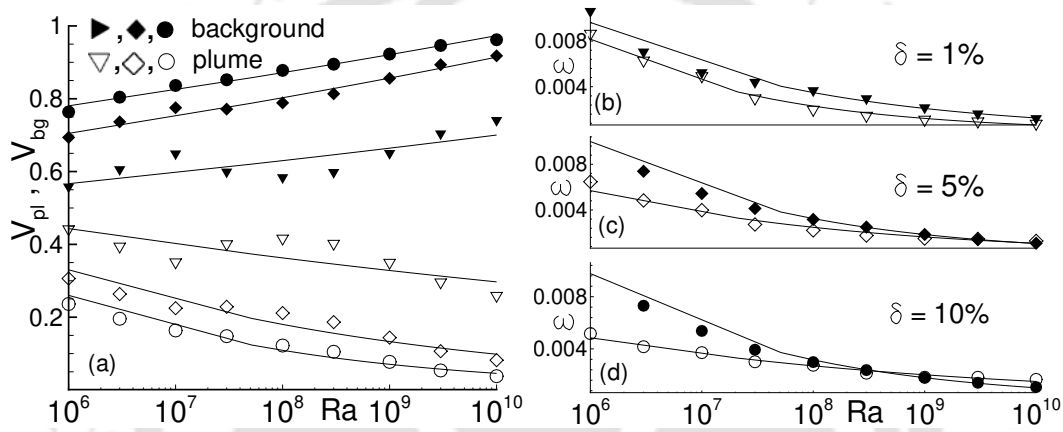 ▶,◆,● background
▽,◇,○ plume
V_pl , V_bg
1
0.8
0.6
0.4
0.2
(a)
10^6 10^7 10^8 10^9 10^10
Ra
ε
0.008
0.004
(b)
δ = 1%
ε
0.008
0.004
(c)
δ = 5%
ε
0.008
0.004
(d)
δ = 10%
10^6 10^7 10^8 10^9 10^10
Ra